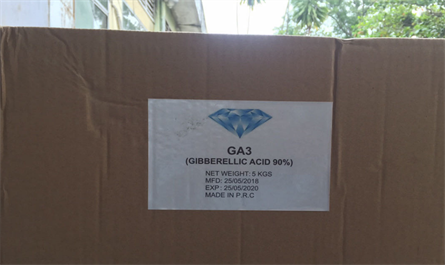 GA3
(GIBBERELLIC ACID 90%)
NET WEIGHT: 5 KGS
MFD: 25/05/2018
EXP : 25/05/2020
MADE IN P.R.C